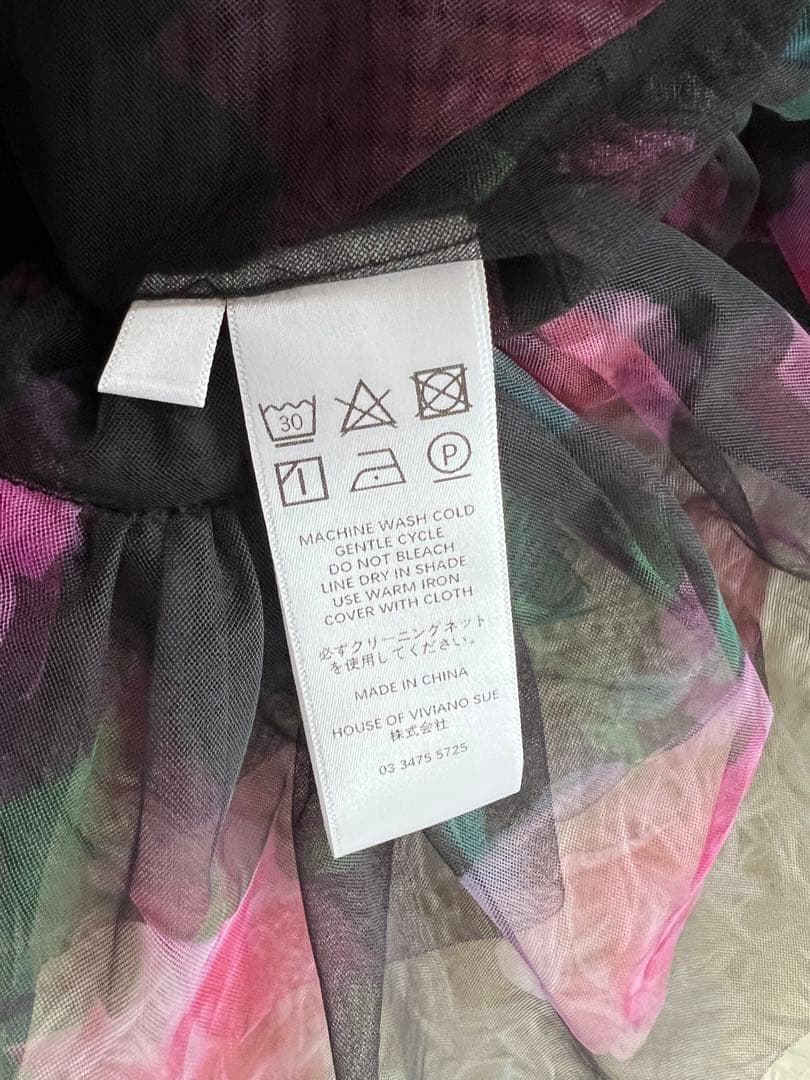 30
P
MACHINE WASH COLD
GENTLE CYCLE
DO NOT BLEACH
LINE DRY IN SHADE
USE WARM IRON
COVER WITH CLOTH
必ずクリーニングネット
を使用してください。
MADE IN CHINA
HOUSE OF VIVIANO SUE
株式会社
03 3475 5725